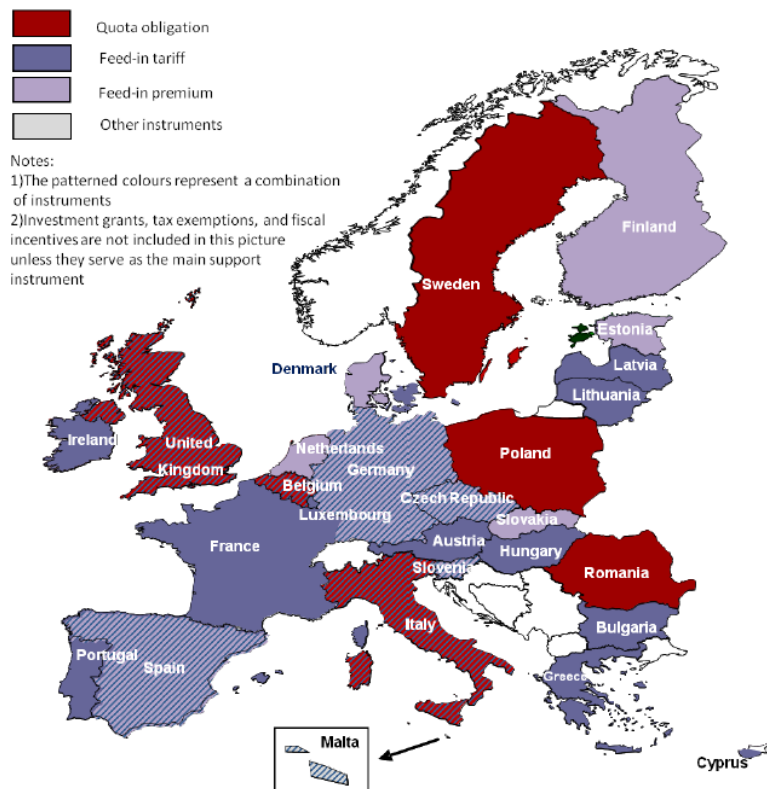 Quota obligation
Feed-in tariff
Feed-in premium
Other instruments
Notes:
1)The patterned colours represent a combination
of instruments
2)Investment grants, tax exemptions, and fiscal
incentives are not included in this picture
unless they serve as the main support
instrument
Finland
Sweden
Estonia
Denmark
Latvia
Lithuania
Ireland
United
Kingdom
Netherlands
Germany
Poland
Belgium
Czech Republic
Luxembourg
Slovakia
France
Austria
Hungary
Slovenia
Romania
Italy
Bulgaria
Portugal
Spain
Greece
Malta
Cyprus